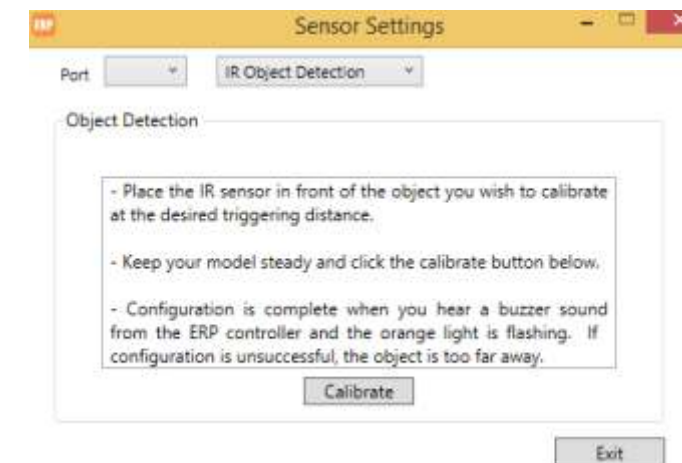 ERP
Sensor Settings
Port
IR Object Detection
Object Detection
- Place the IR sensor in front of the object you wish to calibrate
at the desired triggering distance.
- Keep your model steady and click the calibrate button below.
- Configuration is complete when you hear a buzzer sound
from the ERP controller and the orange light is flashing. If
configuration is unsuccessful, the object is too far away.
Calibrate
Exit